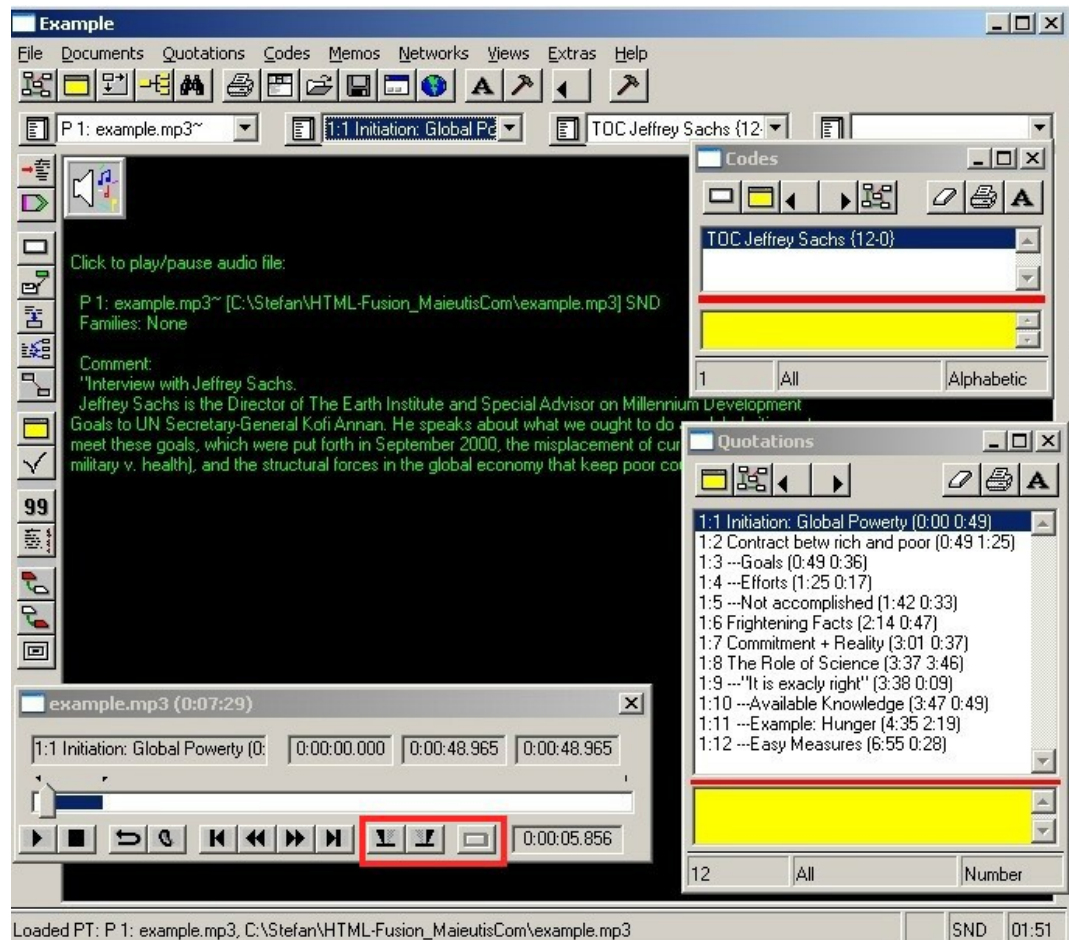 Example
File Documents Quotations Codes Memos Networks Views Extras Help
A
P 1: example.mp3~ 1:1 Initiation: Global Po TOC Jeffrey Sachs {12-
Codes
A
TOC Jeffrey Sachs {12-0}
1 All Alphabetic
Click to play/pause audio file:
P 1: example.mp3~ [C:\Stefan\HTML-Fusion_MaieutisCom\example.mp3] SND
Families: None
Comment:
"Interview with Jeffrey Sachs.
Jeffrey Sachs is the Director of The Earth Institute and Special Advisor on Millennium Development
Goals to UN Secretary-General Kofi Annan. He speaks about what we ought to do
meet these goals, which were put forth in September 2000, the misplacement of cur
military v. health), and the structural forces in the global economy that keep poor co
99
Quotations
A
1:1 Initiation: Global Powerty (0:00 0:49)
1:2 Contract betw rich and poor (0:49 1:25)
1:3 ---Goals (0:49 0:36)
1:4 ---Efforts (1:25 0:17)
1:5 ---Not accomplished (1:42 0:33)
1:6 Frightening Facts (2:14 0:47)
1:7 Commitment + Reality (3:01 0:37)
1:8 The Role of Science (3:37 3:46)
1:9 ---"It is exacly right" (3:38 0:09)
1:10 ---Available Knowledge (3:47 0:49)
1:11 ---Example: Hunger (4:35 2:19)
1:12 ---Easy Measures (6:55 0:28)
12 All Number
example.mp3 (0:07:29)
1:1 Initiation: Global Powerty (0: 0:00:00.000 0:00:48.965 0:00:48.965
0:00:05.856
Loaded PT: P 1: example.mp3, C:\Stefan\HTML-Fusion_MaieutisCom\example.mp3 SND 01:51